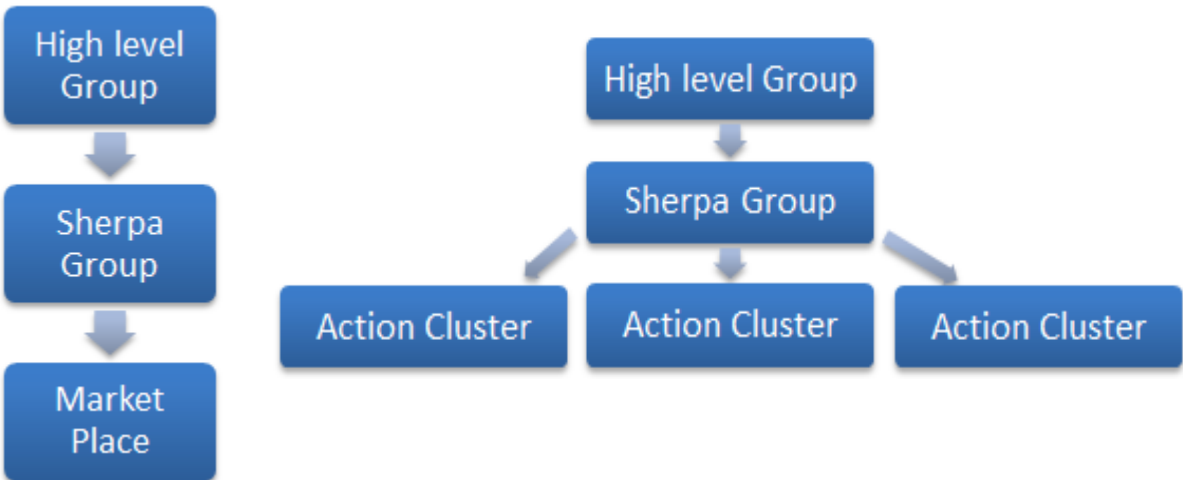 High level
Group
Sherpa
Group
Market
Place
High level Group
Sherpa Group
Action Cluster
Action Cluster
Action Cluster